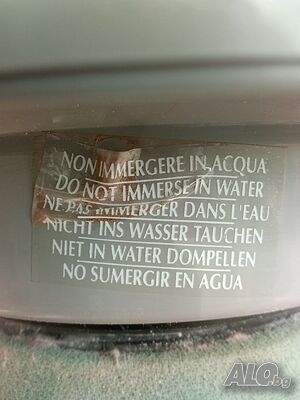 NON IMMERGERE IN ACQUA
DO NOT IMMERSE IN WATER
NE PAS IMMERGER DANS L'EAU
NICHT INS WASSER TAUCHEN
NIET IN WATER DOMPELLEN
NO SUMERGIR EN AGUA
ALO.bg